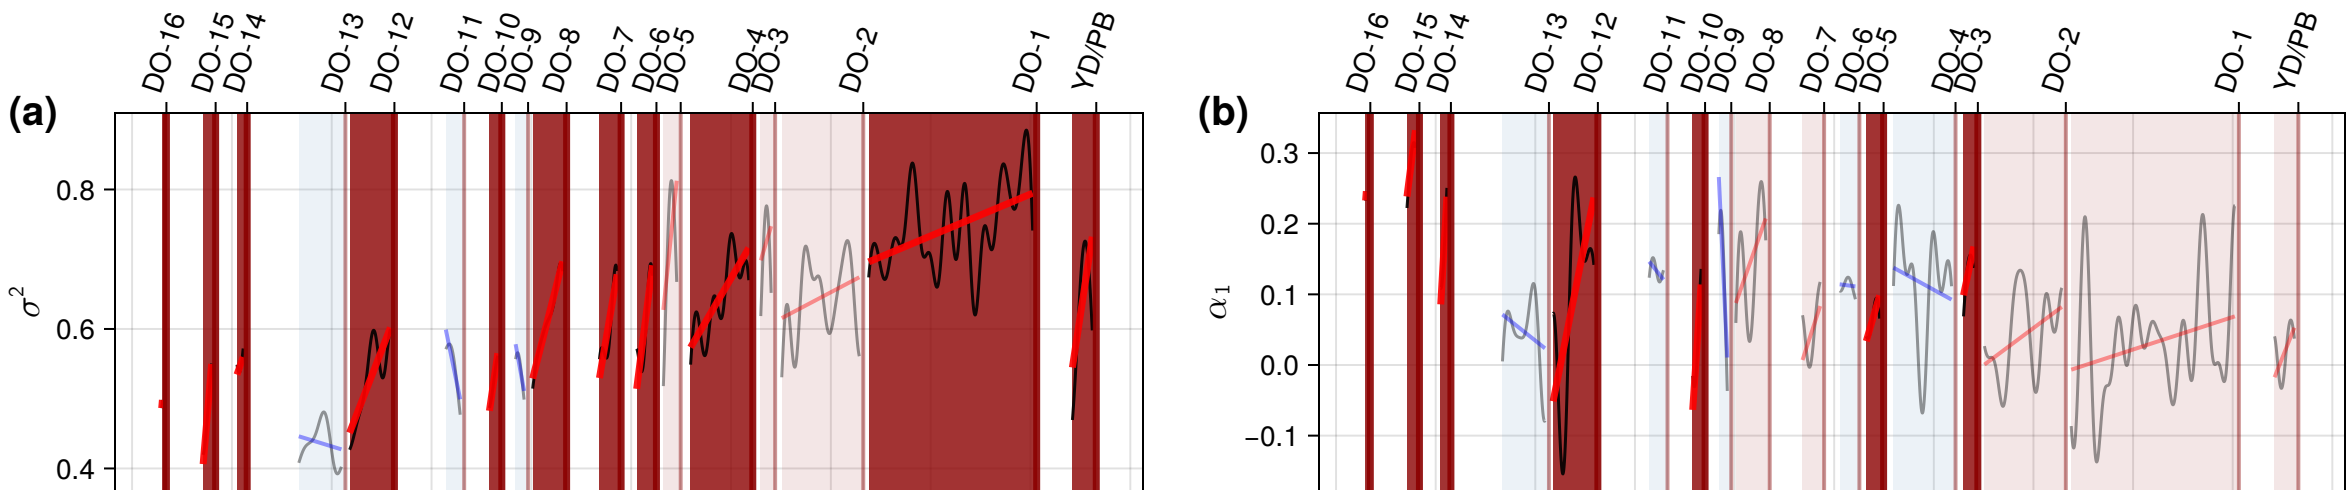 (a)
DO-16
DO-15
DO-14
DO-13
DO-12
DO-11
DO-10
DO-9
DO-8
DO-7
DO-6
DO-5
DO-4
DO-3
DO-2
DO-1
YD/PB
σ²
0.8
0.6
0.4
(b)
DO-16
DO-15
DO-14
DO-13
DO-12
DO-11
DO-10
DO-9
DO-8
DO-7
DO-6
DO-5
DO-4
DO-3
DO-2
DO-1
YD/PB
α₁
0.3
0.2
0.1
0.0
−0.1